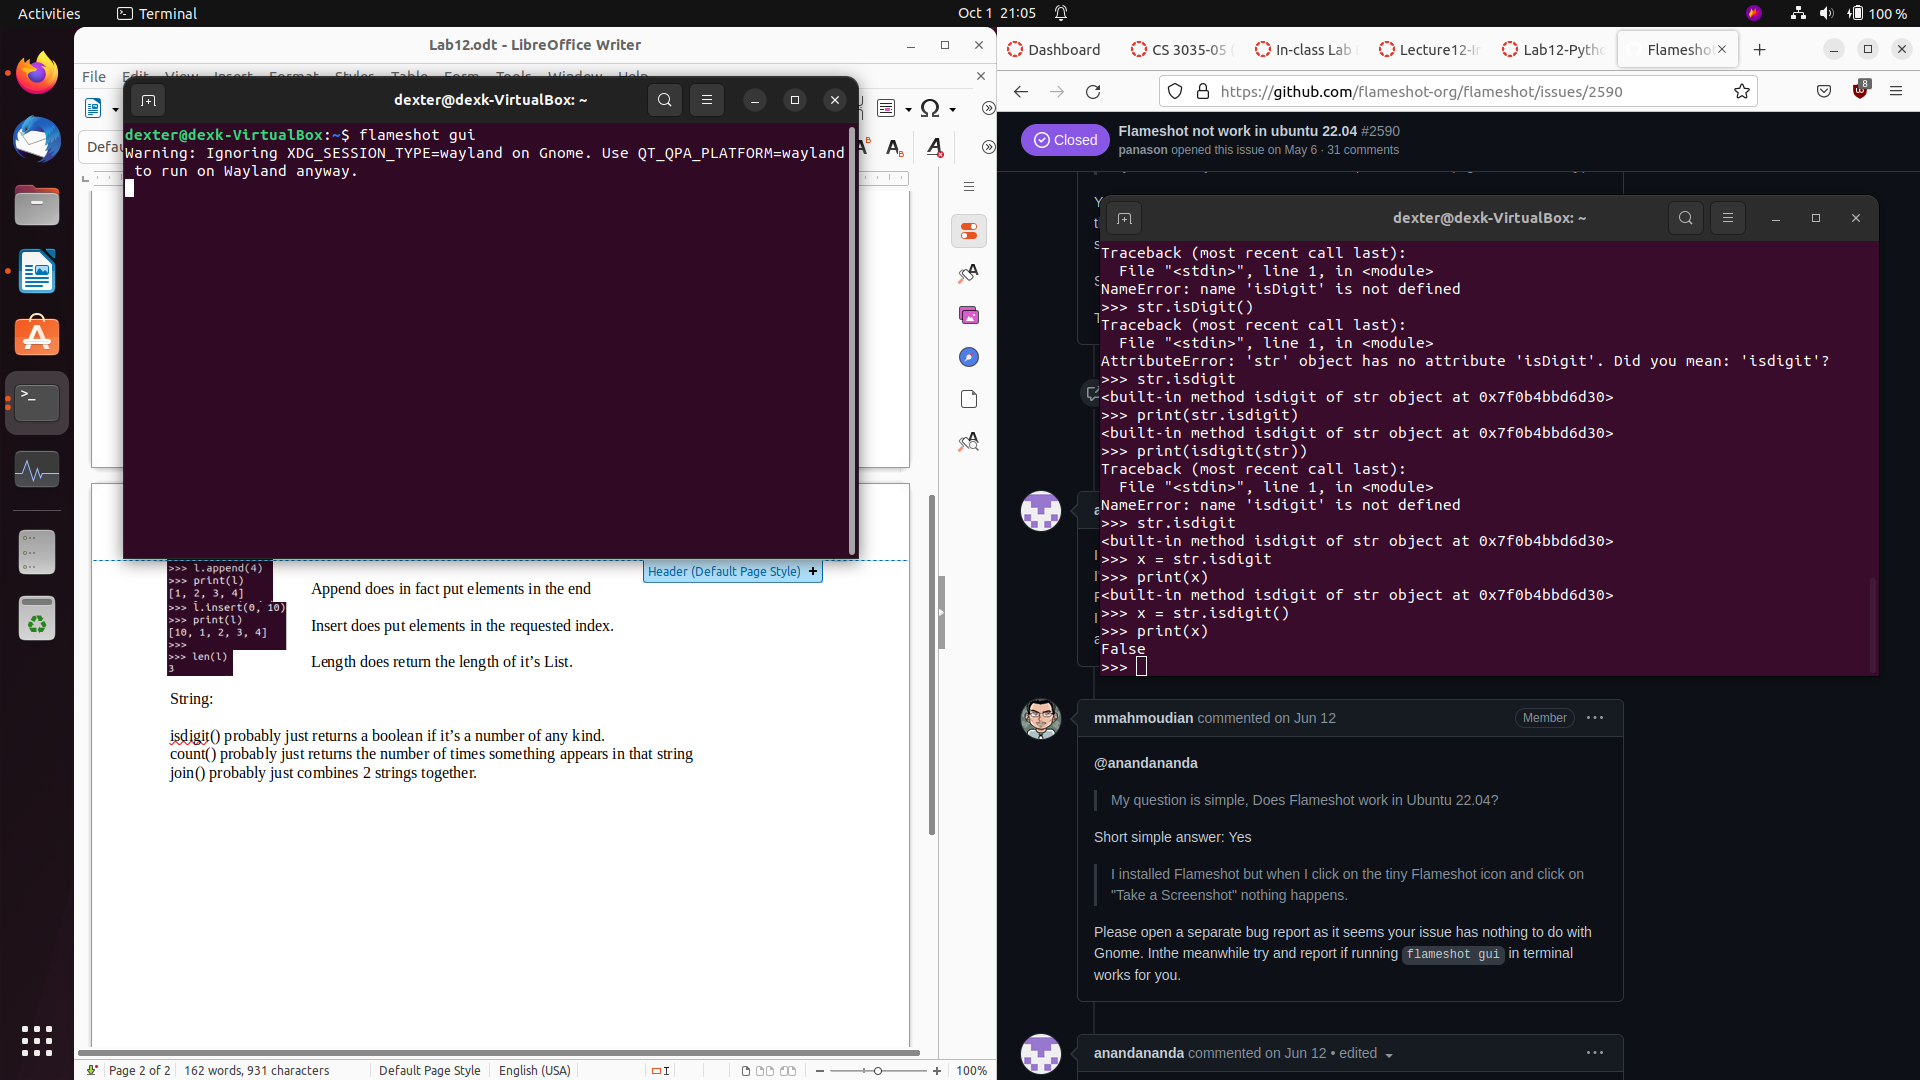 Activities
Terminal
Oct 1 21:05
100 %
Lab12.odt - LibreOffice Writer
File Edit View Insert Format Styles Table Form Tools Window Help
Defau
dexter@dexk-VirtualBox: ~
dexter@dexk-VirtualBox:~$ flameshot gui
Warning: Ignoring XDG_SESSION_TYPE=wayland on Gnome. Use QT_QPA_PLATFORM=wayland
to run on Wayland anyway.
Header (Default Page Style) +
>>> l.append(4)
>>> print(l)
[1, 2, 3, 4]
>>> l.insert(0, 10)
>>> print(l)
[10, 1, 2, 3, 4]
>>>
>>> len(l)
3
Append does in fact put elements in the end
Insert does put elements in the requested index.
Length does return the length of it's List.
String:
isdigit() probably just returns a boolean if it's a number of any kind.
count() probably just returns the number of times something appears in that string
join() probably just combines 2 strings together.
Page 2 of 2
162 words, 931 characters
Default Page Style
English (USA)
100%
Dashboard
CS 3035-05
In-class Lab
Lecture12-In
Lab12-Pytho
Flamesho
https://github.com/flameshot-org/flameshot/issues/2590
8
Closed
Flameshot not work in ubuntu 22.04 #2590
panason opened this issue on May 6 · 31 comments
dexter@dexk-VirtualBox: ~
Traceback (most recent call last):
File "<stdin>", line 1, in <module>
NameError: name 'isDigit' is not defined
>>> str.isDigit()
Traceback (most recent call last):
File "<stdin>", line 1, in <module>
AttributeError: 'str' object has no attribute 'isDigit'. Did you mean: 'isdigit'?
>>> str.isdigit
<built-in method isdigit of str object at 0x7f0b4bbd6d30>
>>> print(str.isdigit)
<built-in method isdigit of str object at 0x7f0b4bbd6d30>
>>> print(isdigit(str))
Traceback (most recent call last):
File "<stdin>", line 1, in <module>
NameError: name 'isdigit' is not defined
>>> str.isdigit
<built-in method isdigit of str object at 0x7f0b4bbd6d30>
>>> x = str.isdigit
>>> print(x)
<built-in method isdigit of str object at 0x7f0b4bbd6d30>
>>> x = str.isdigit()
>>> print(x)
False
>>>
mmahmoudian commented on Jun 12
Member
@anandananda
My question is simple, Does Flameshot work in Ubuntu 22.04?
Short simple answer: Yes
I installed Flameshot but when I click on the tiny Flameshot icon and click on
"Take a Screenshot" nothing happens.
Please open a separate bug report as it seems your issue has nothing to do with
Gnome. Inthe meanwhile try and report if running flameshot gui in terminal
works for you.
anandananda commented on Jun 12 • edited